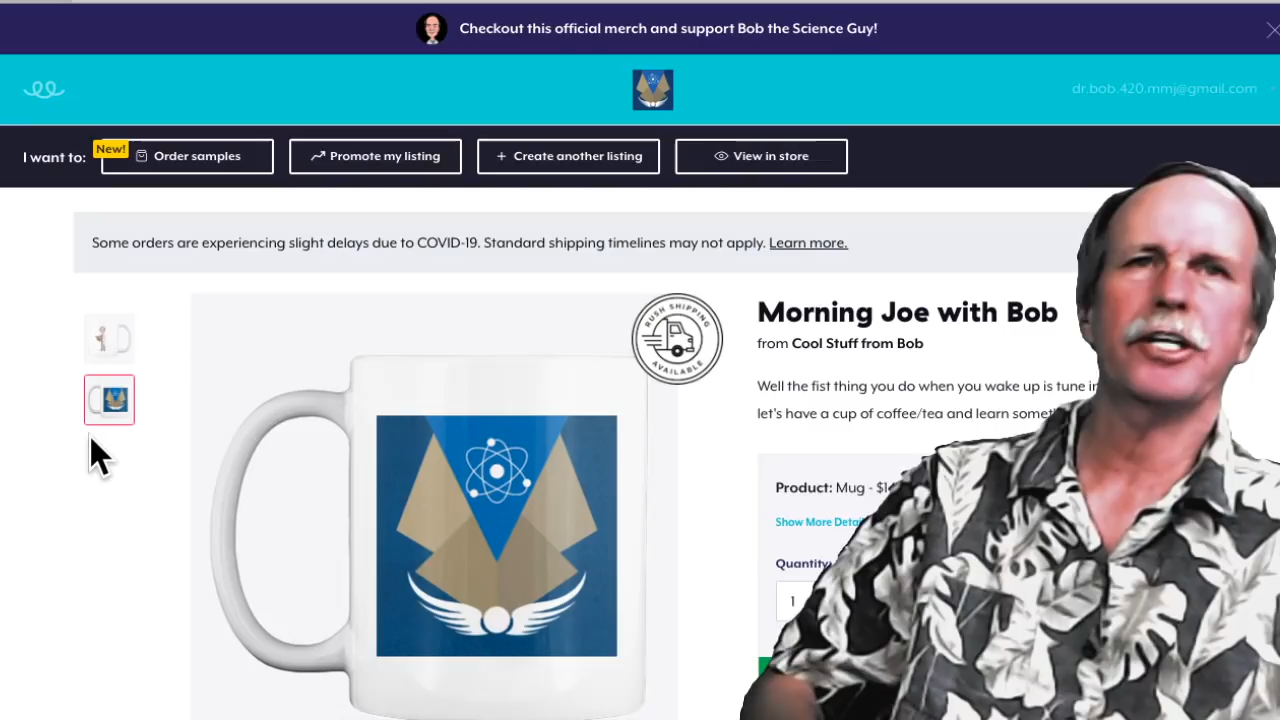 Checkout this official merch and support Bob the Science Guy!
dr.bob.420.mmj@gmail.com
I want to:
New!
Order samples
Promote my listing
Create another listing
View in store
Some orders are experiencing slight delays due to COVID-19. Standard shipping timelines may not apply. Learn more.
RUSH SHIPPING
AVAILABLE
Morning Joe with Bob
from Cool Stuff from Bob
Well the fist thing you do when you wake up is tune
let's have a cup of coffee/tea and learn
Product: Mug -
Show More
Quantity
1